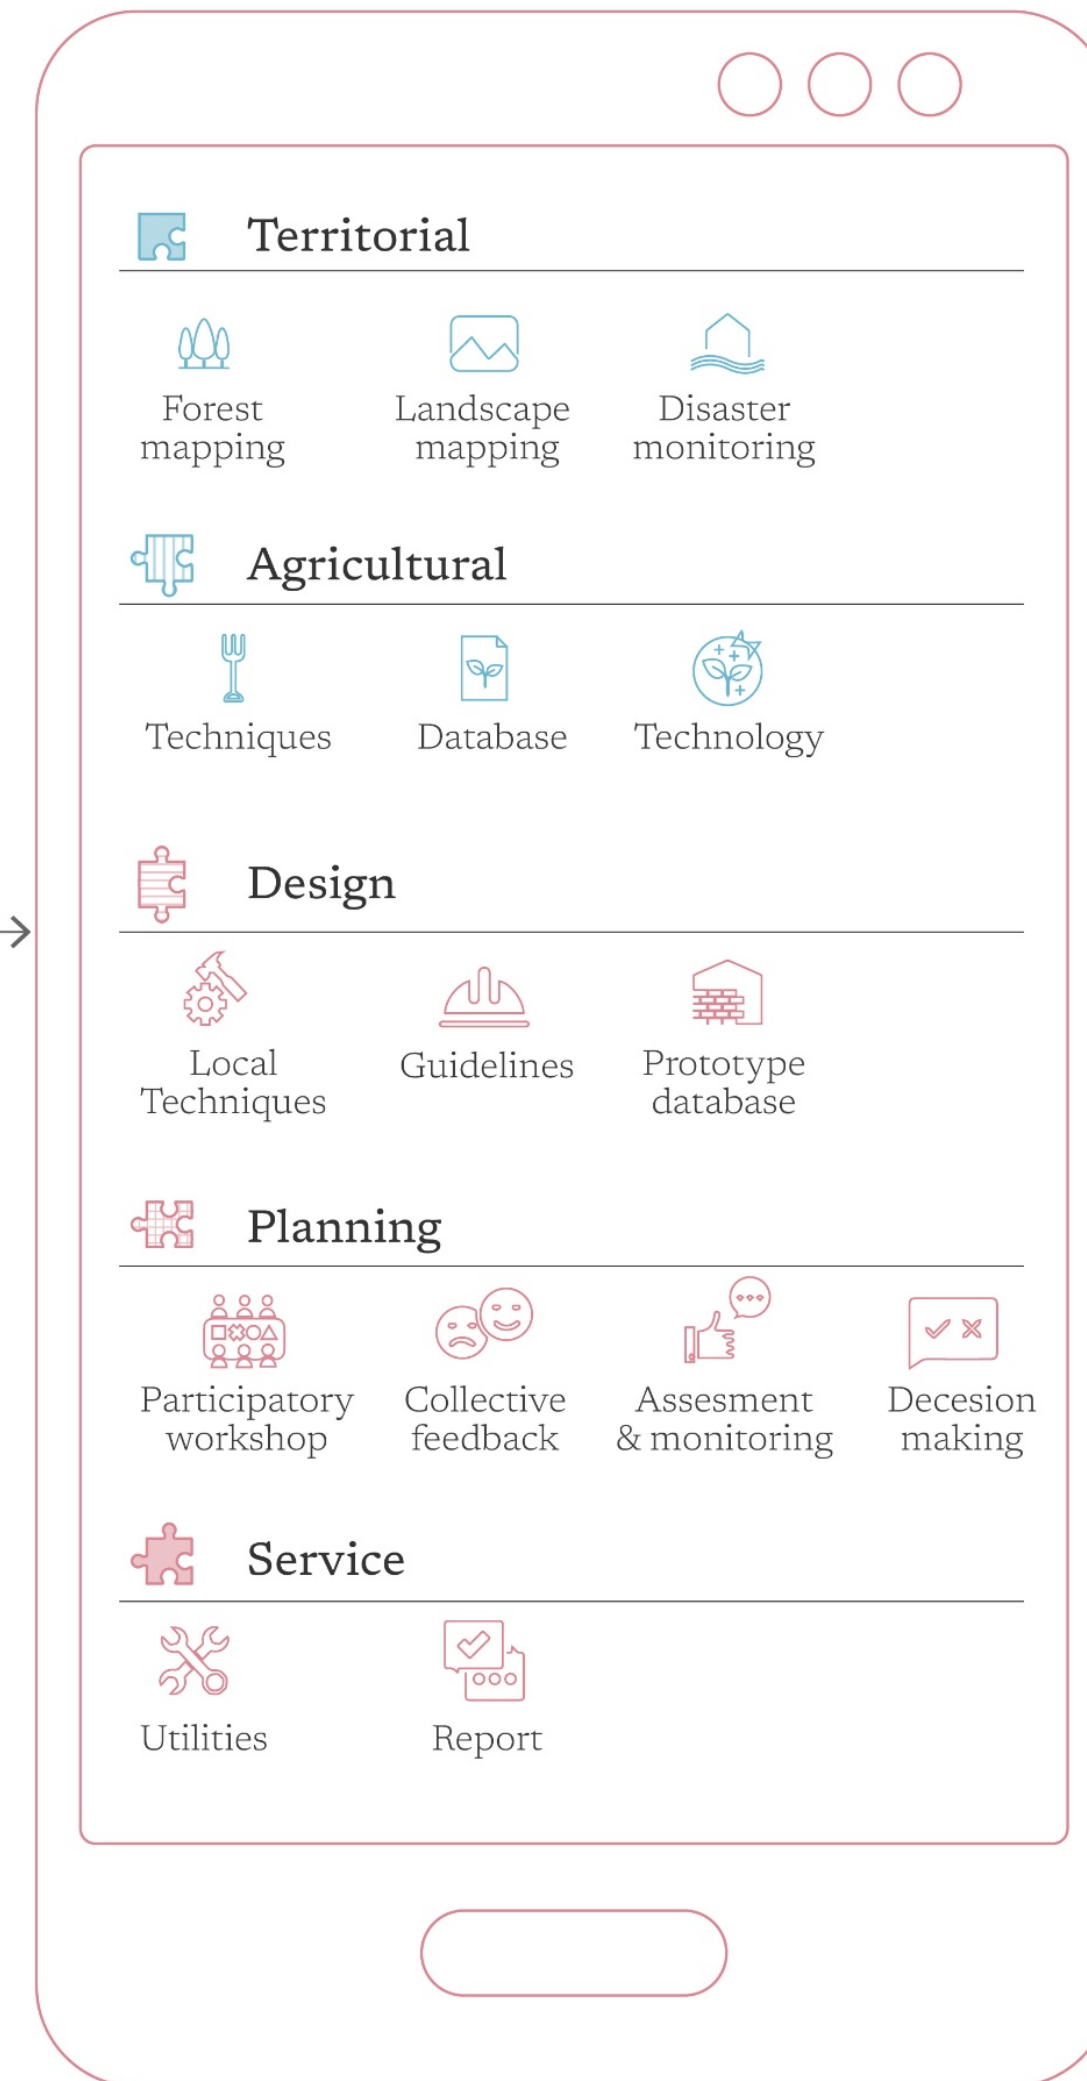 Territorial
Forest
mapping
Landscape
mapping
Disaster
monitoring
Agricultural
Techniques
Database
Technology
Design
Local
Techniques
Guidelines
Prototype
database
Planning
Participatory
workshop
Collective
feedback
Assesment
& monitoring
Decesion
making
Service
Utilities
Report